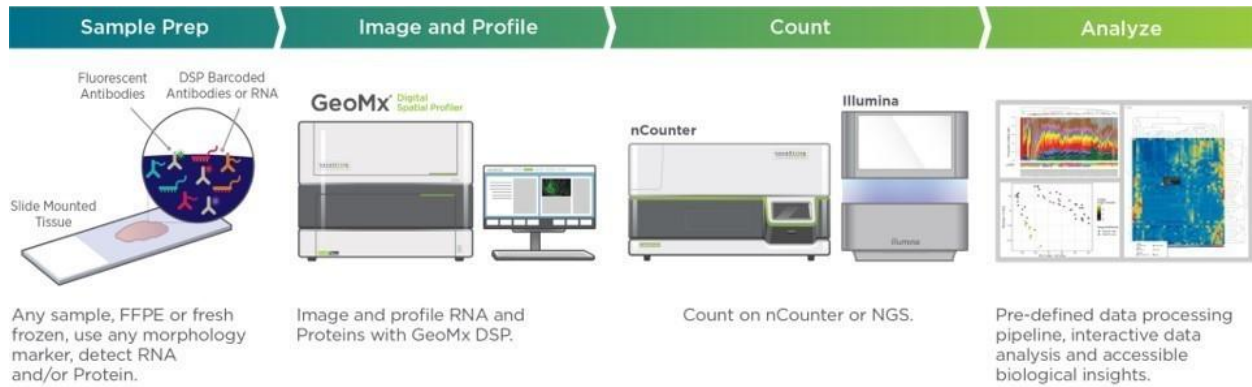 Sample Prep
Image and Profile
Count
Analyze
Fluorescent
Antibodies
DSP Barcoded
Antibodies or RNA
Slide Mounted
Tissue
GeoMx® Digital
Spatial Profiler
nCounter
Illumina
illumina
Any sample, FFPE or fresh
frozen, use any morphology
marker, detect RNA
and/or Protein.
Image and profile RNA and
Proteins with GeoMx DSP.
Count on nCounter or NGS.
Pre-defined data processing
pipeline, interactive data
analysis and accessible
biological insights.